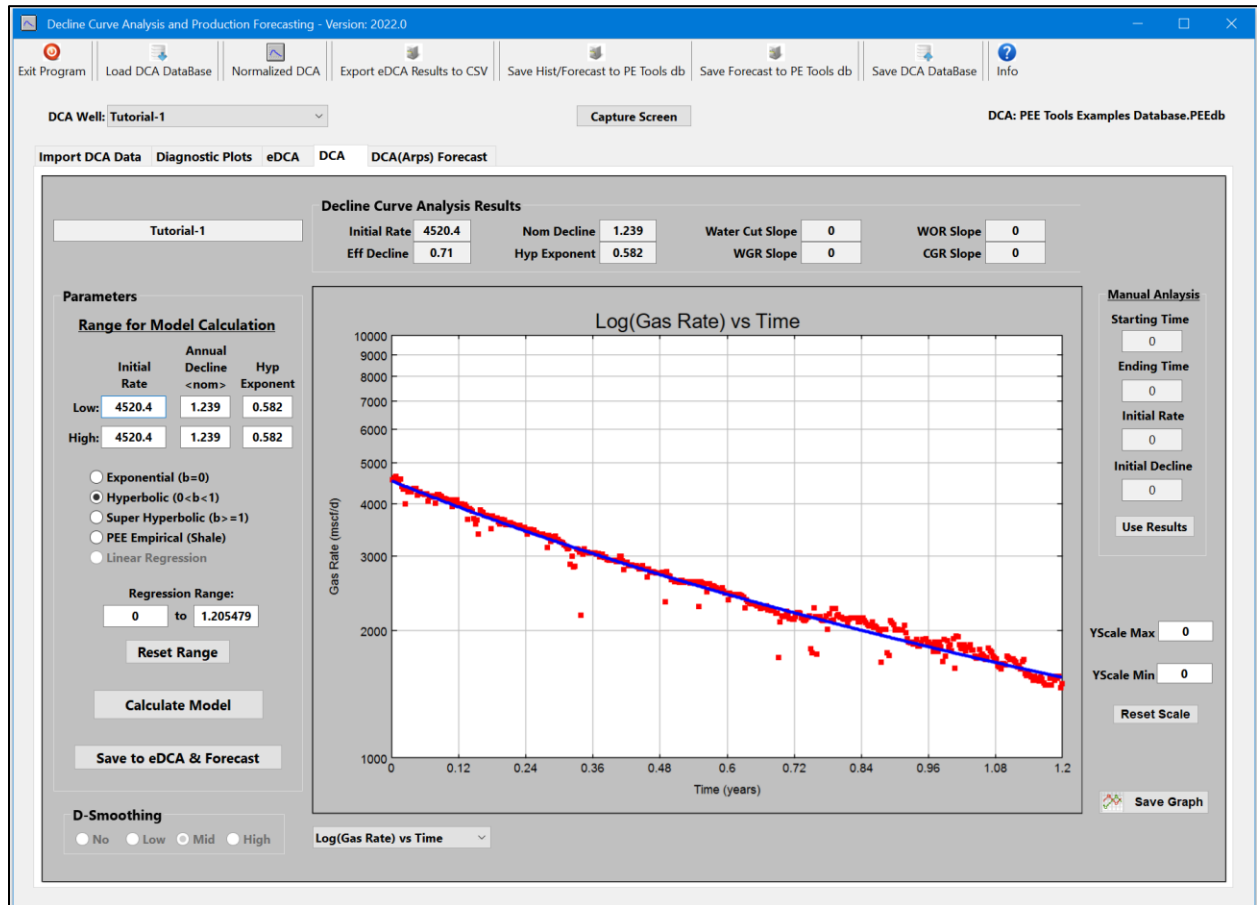 Decline Curve Analysis and Production Forecasting - Version: 2022.0
Exit Program Load DCA DataBase Normalized DCA Export eDCA Results to CSV Save Hist/Forecast to PE Tools db Save Forecast to PE Tools db Save DCA DataBase Info
DCA Well: Tutorial-1 Capture Screen DCA: PEE Tools Examples Database.PEEdb
Import DCA Data Diagnostic Plots eDCA DCA DCA(Arps) Forecast
Tutorial-1
Decline Curve Analysis Results
Initial Rate 4520.4 Nom Decline 1.239 Water Cut Slope 0 WOR Slope 0
Eff Decline 0.71 Hyp Exponent 0.582 WGR Slope 0 CGR Slope 0
Parameters
Range for Model Calculation
Annual
Initial Decline Hyp
Rate <nom> Exponent
Low: 4520.4 1.239 0.582
High: 4520.4 1.239 0.582
Exponential (b=0)
Hyperbolic (0<b<1)
Super Hyperbolic (b>=1)
PEE Empirical (Shale)
Linear Regression
Regression Range:
0 to 1.205479
Reset Range
Calculate Model
Save to eDCA & Forecast
D-Smoothing
No Low Mid High
Log(Gas Rate) vs Time
10000
9000
8000
7000
6000
5000
4000
3000
2000
1000
Gas Rate (mscf/d)
0 0.12 0.24 0.36 0.48 0.6 0.72 0.84 0.96 1.08 1.2
Time (years)
Log(Gas Rate) vs Time
Manual Anlaysis
Starting Time
0
Ending Time
0
Initial Rate
0
Initial Decline
0
Use Results
YScale Max 0
YScale Min 0
Reset Scale
Save Graph